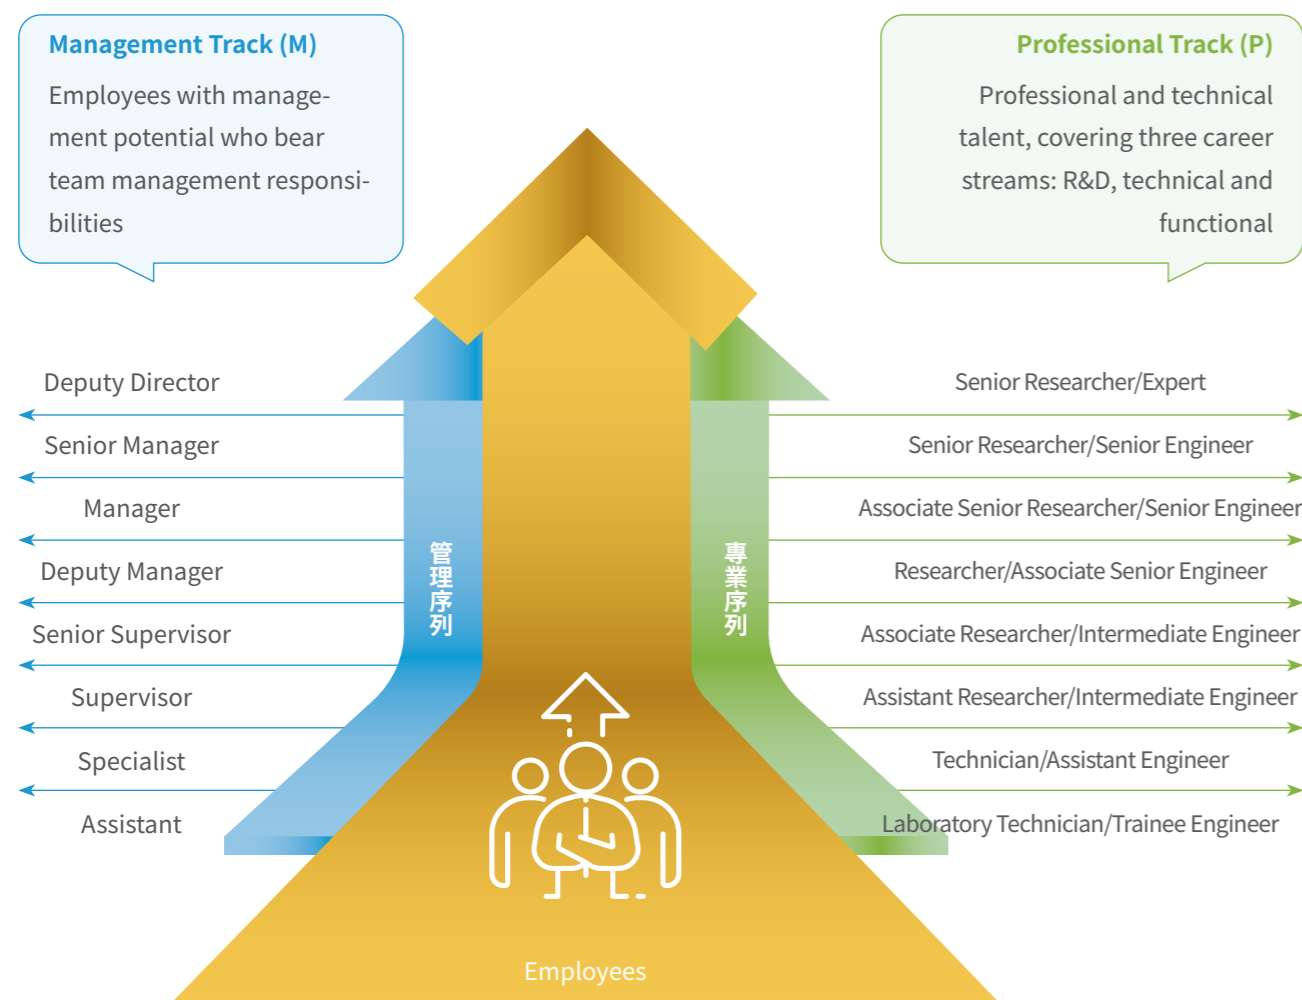 Management Track (M)
Employees with manage-
ment potential who bear
team management responsi-
bilities
Professional Track (P)
Professional and technical
talent, covering three career
streams: R&D, technical and
functional
Deputy Director
Senior Manager
Manager
Deputy Manager
Senior Supervisor
Supervisor
Specialist
Assistant
管理序列
專業序列
Senior Researcher/Expert
Senior Researcher/Senior Engineer
Associate Senior Researcher/Senior Engineer
Researcher/Associate Senior Engineer
Associate Researcher/Intermediate Engineer
Assistant Researcher/Intermediate Engineer
Technician/Assistant Engineer
Laboratory Technician/Trainee Engineer
Employees